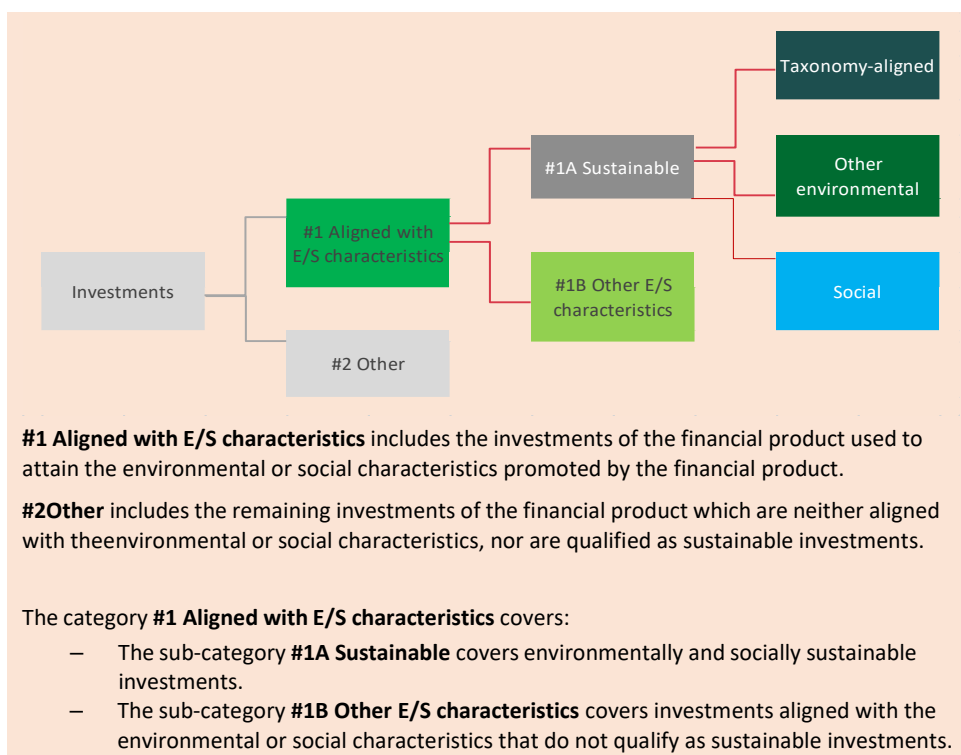 Taxonomy-aligned
#1A Sustainable
Other
environmental
#1 Aligned with
E/S characteristics
Investments
#1B Other E/S
characteristics
Social
#2 Other
#1 Aligned with E/S characteristics includes the investments of the financial product used to
attain the environmental or social characteristics promoted by the financial product.
#2Other includes the remaining investments of the financial product which are neither aligned
with theenvironmental or social characteristics, nor are qualified as sustainable investments.
The category #1 Aligned with E/S characteristics covers:
– The sub-category #1A Sustainable covers environmentally and socially sustainable
investments.
– The sub-category #1B Other E/S characteristics covers investments aligned with the
environmental or social characteristics that do not qualify as sustainable investments.